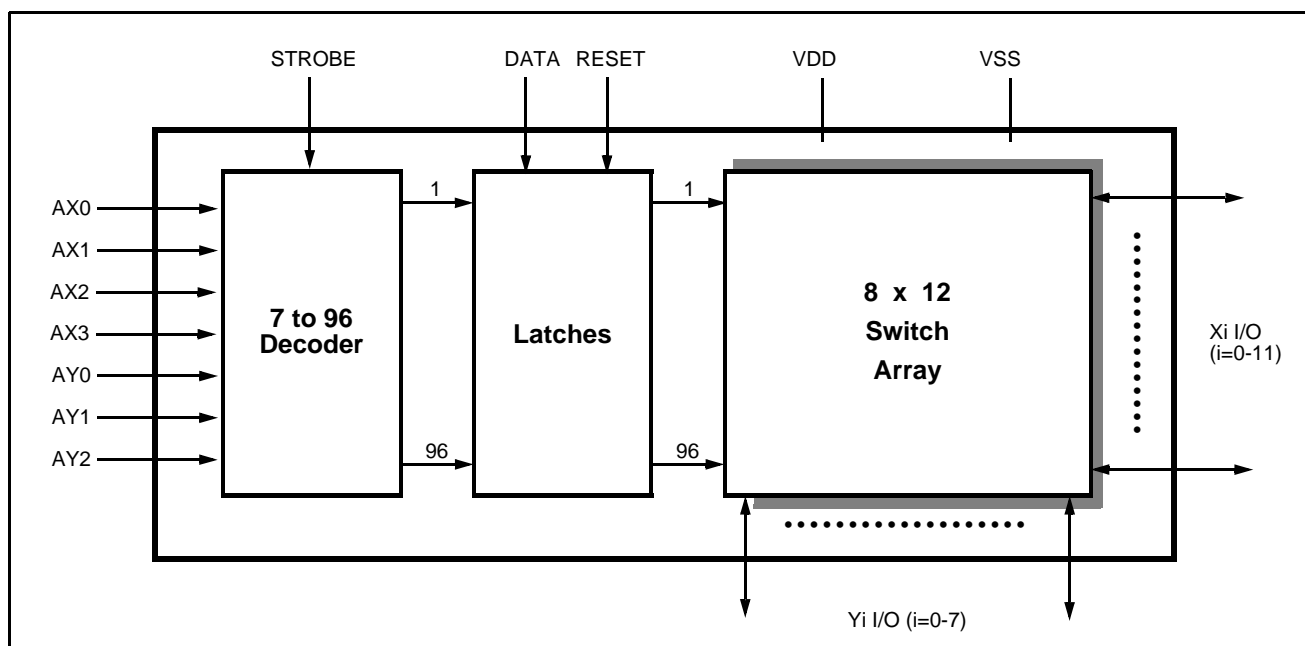 STROBE
DATA
RESET
VDD
VSS
AX0
AX1
AX2
AX3
AY0
AY1
AY2
7 to 96
Decoder
1
96
Latches
1
96
8 x 12
Switch
Array
Xi I/O
(i=0-11)
Yi I/O (i=0-7)